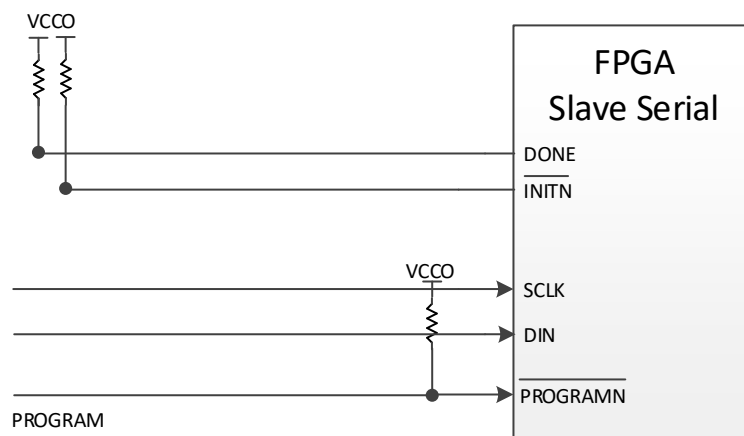 VCCO
FPGA
Slave Serial
DONE
INITN
VCCO
SCLK
DIN
PROGRAMN
PROGRAM